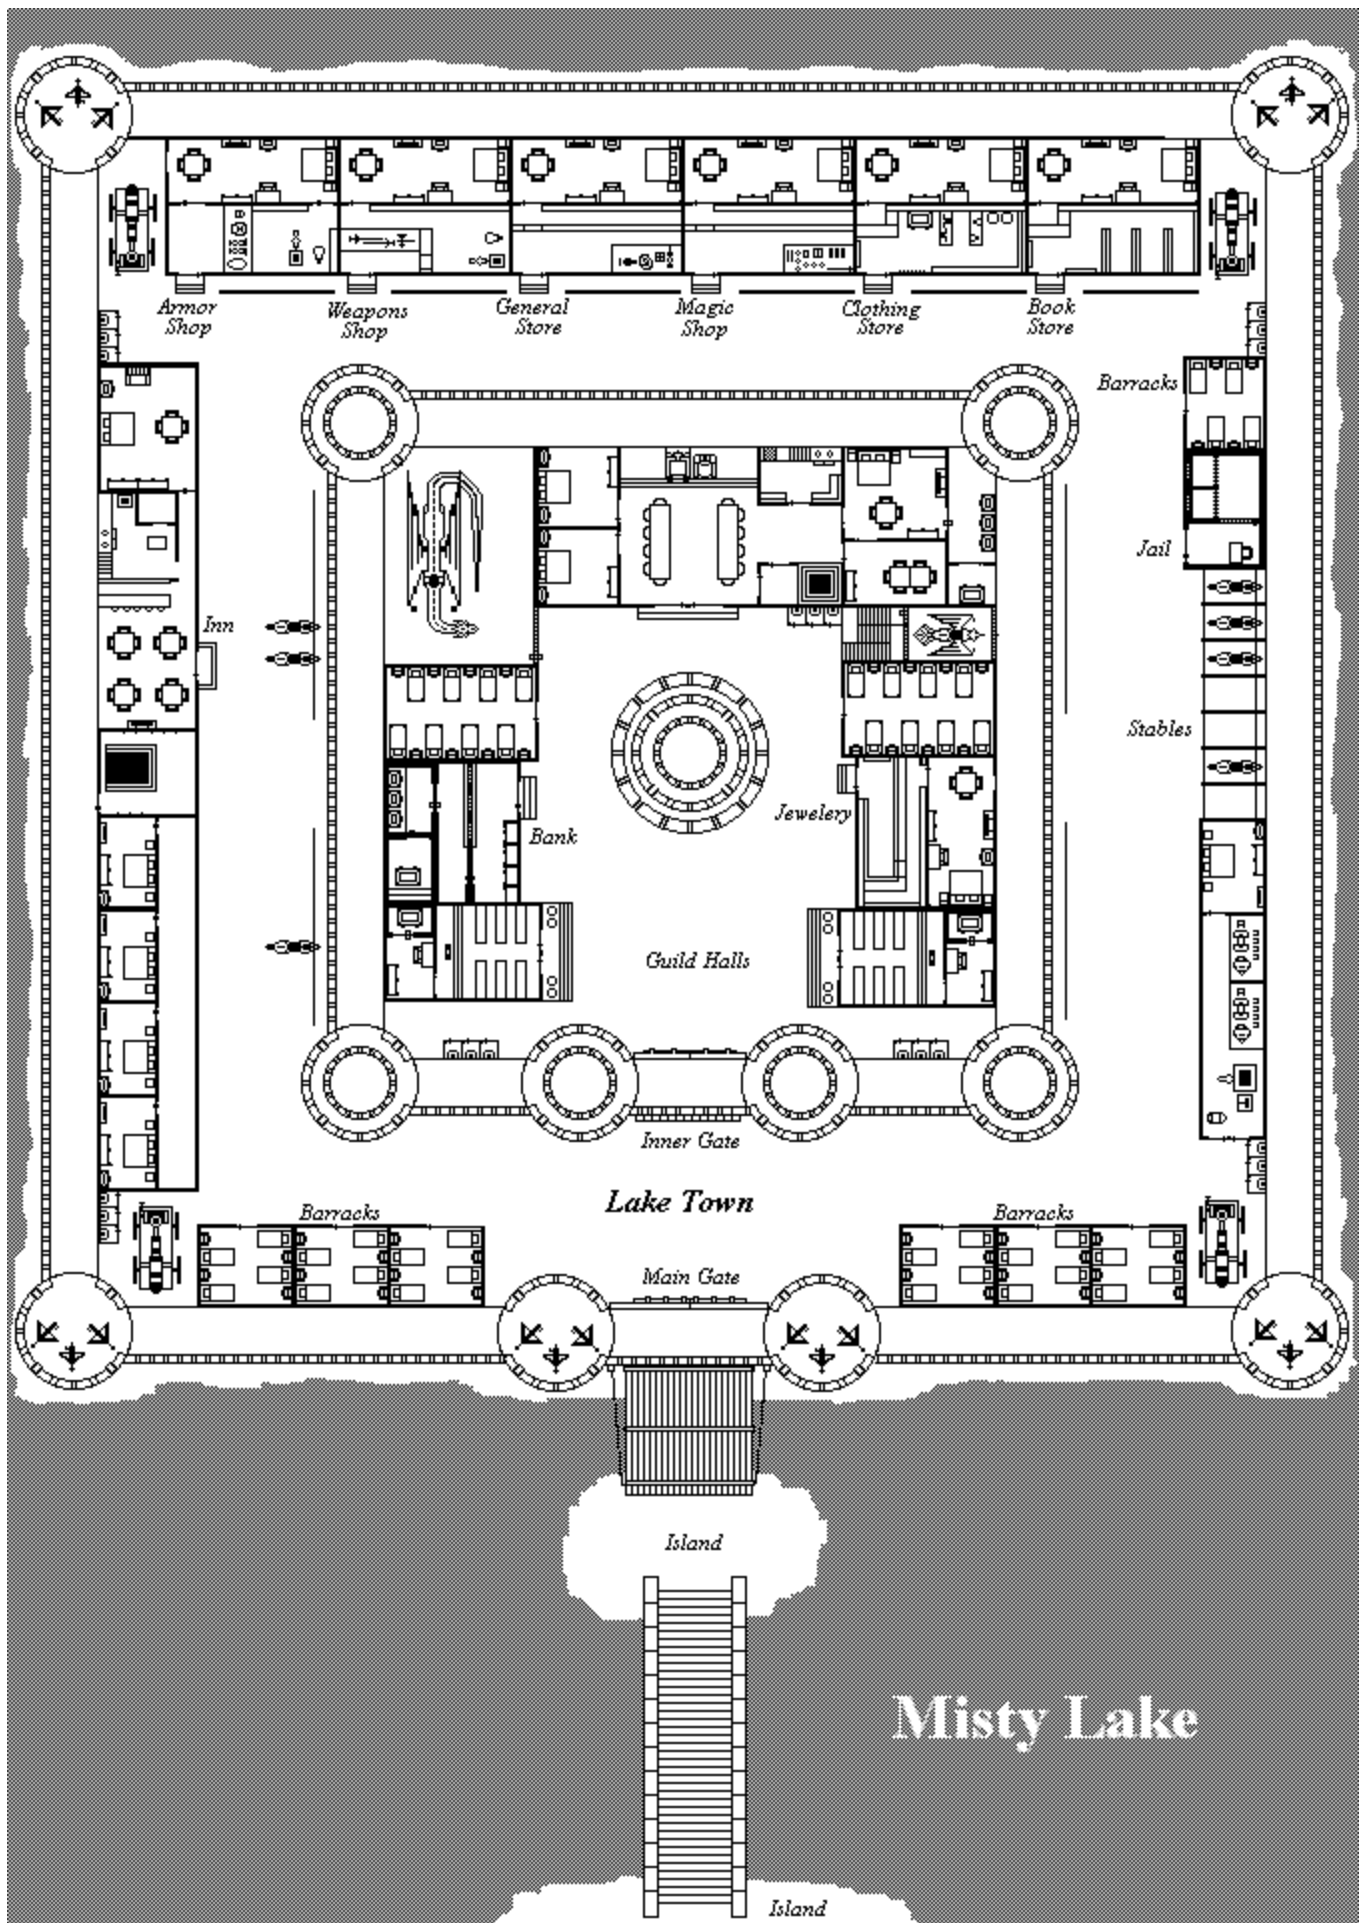 Armor
Shop
Weapons
Shop
General
Store
Magic
Shop
Clothing
Store
Book
Store
Barracks
Jail
Inn
Stables
Jewelery
Bank
Guild Halls
Inner Gate
Lake Town
Barracks
Barracks
Main Gate
Island
Misty Lake
Island